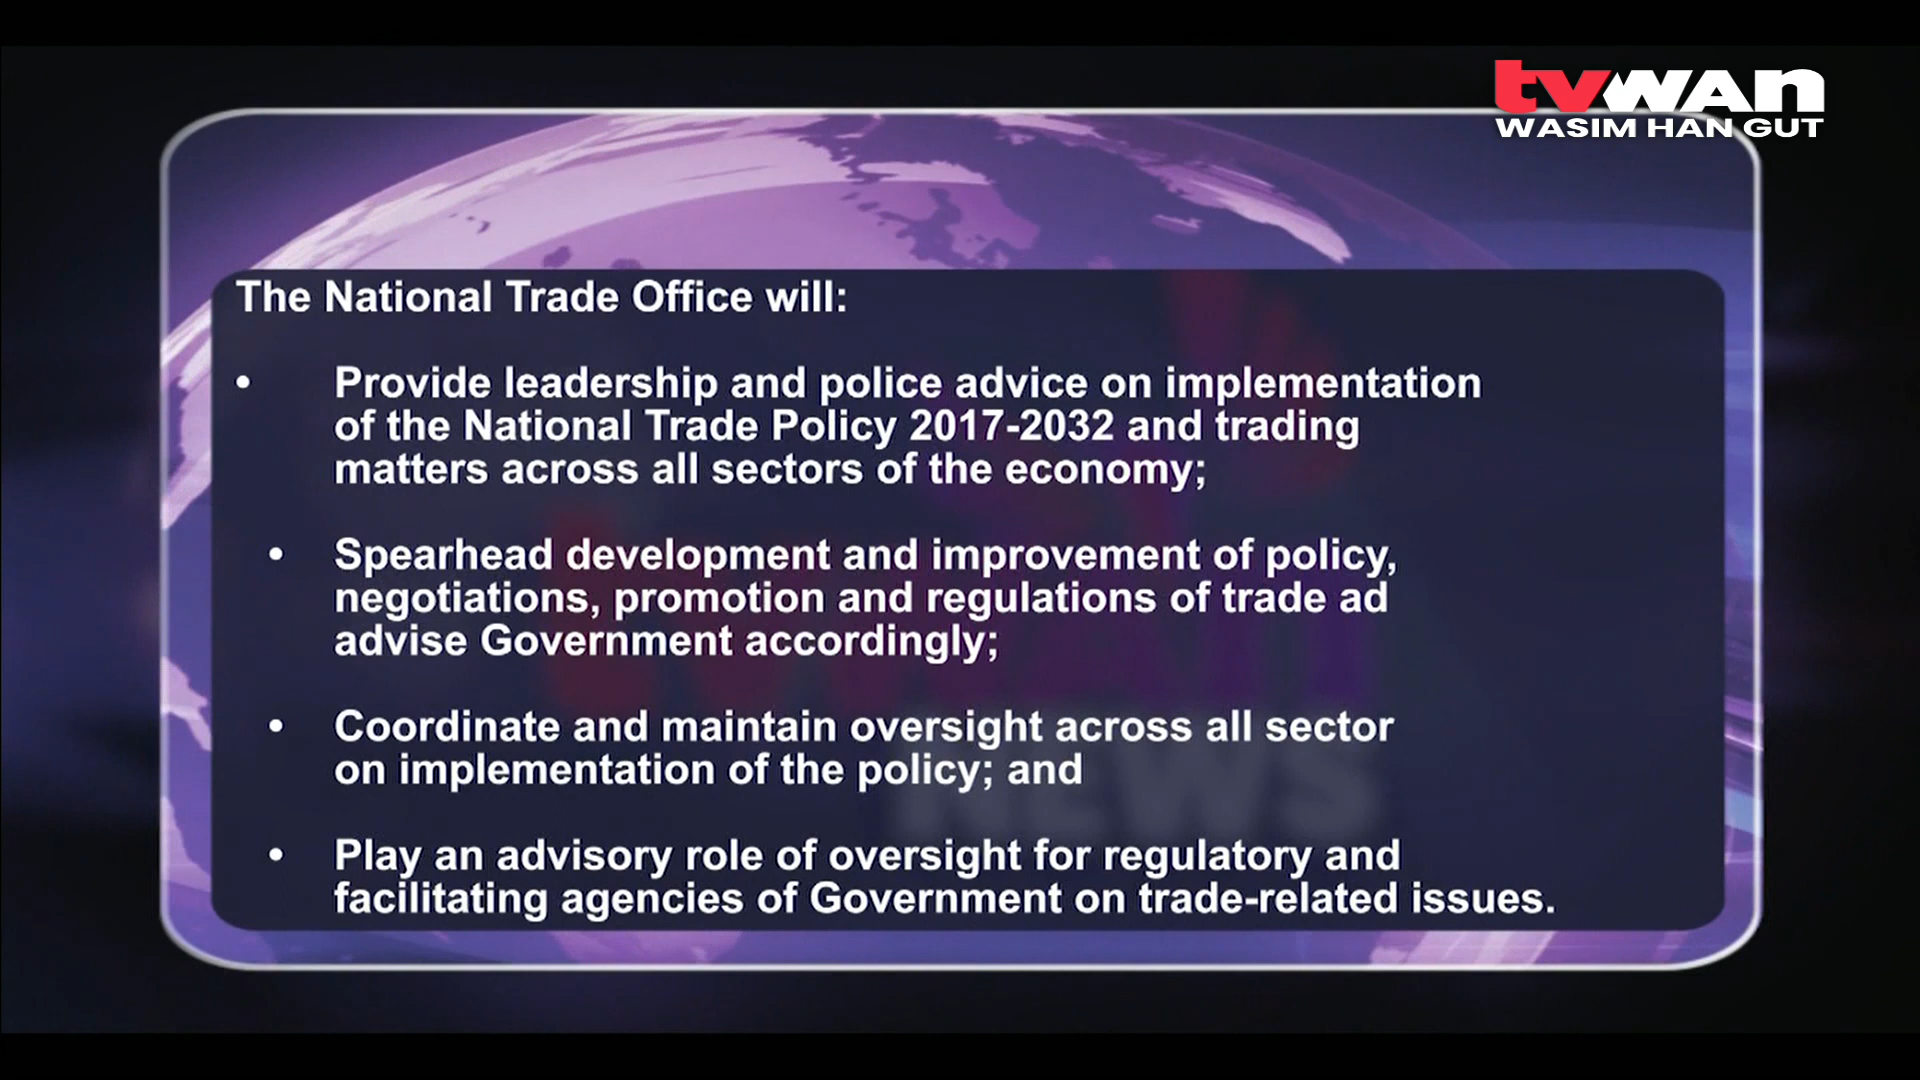 tvwan
WASIM HAN GUT
The National Trade Office will:
• Provide leadership and police advice on implementation
of the National Trade Policy 2017-2032 and trading
matters across all sectors of the economy;
• Spearhead development and improvement of policy,
negotiations, promotion and regulations of trade ad
advise Government accordingly;
• Coordinate and maintain oversight across all sector
on implementation of the policy; and
• Play an advisory role of oversight for regulatory and
facilitating agencies of Government on trade-related issues.
NEWS